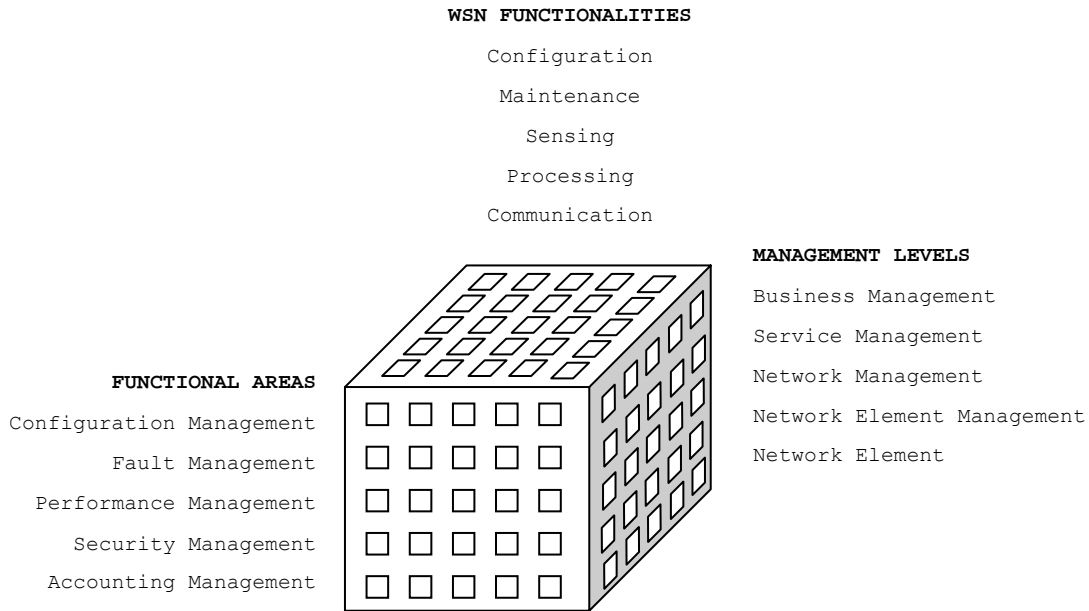 WSN FUNCTIONALITIES
Configuration
Maintenance
Sensing
Processing
Communication
MANAGEMENT LEVELS
Business Management
Service Management
Network Management
Network Element Management
Network Element
FUNCTIONAL AREAS
Configuration Management
Fault Management
Performance Management
Security Management
Accounting Management